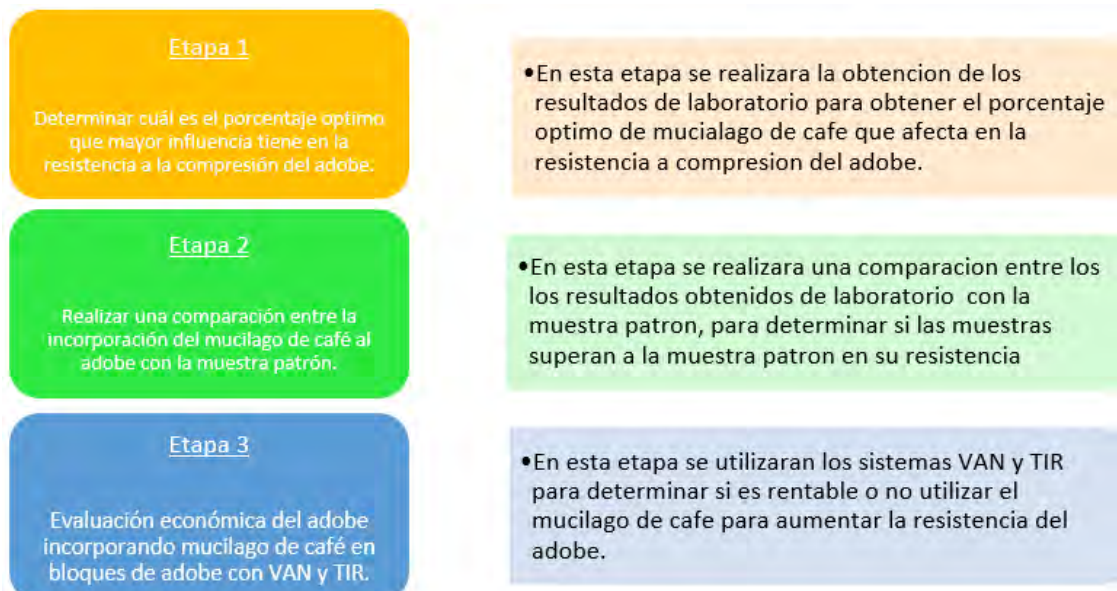 Etapa 1
Determinar cuál es el porcentaje optimo
que mayor influencia tiene en la
resistencia a la compresión del adobe.
•En esta etapa se realizara la obtencion de los
resultados de laboratorio para obtener el porcentaje
optimo de mucialago de cafe que afecta en la
resistencia a compresion del adobe.
Etapa 2
Realizar una comparación entre la
incorporación del mucilago de café al
adobe con la muestra patrón.
•En esta etapa se realizara una comparacion entre los
los resultados obtenidos de laboratorio con la
muestra patron, para determinar si las muestras
superan a la muestra patron en su resistencia
Etapa 3
Evaluación económica del adobe
incorporando mucilago de café en
bloques de adobe con VAN y TIR.
•En esta etapa se utilizaran los sistemas VAN y TIR
para determinar si es rentable o no utilizar el
mucilago de cafe para aumentar la resistencia del
adobe.